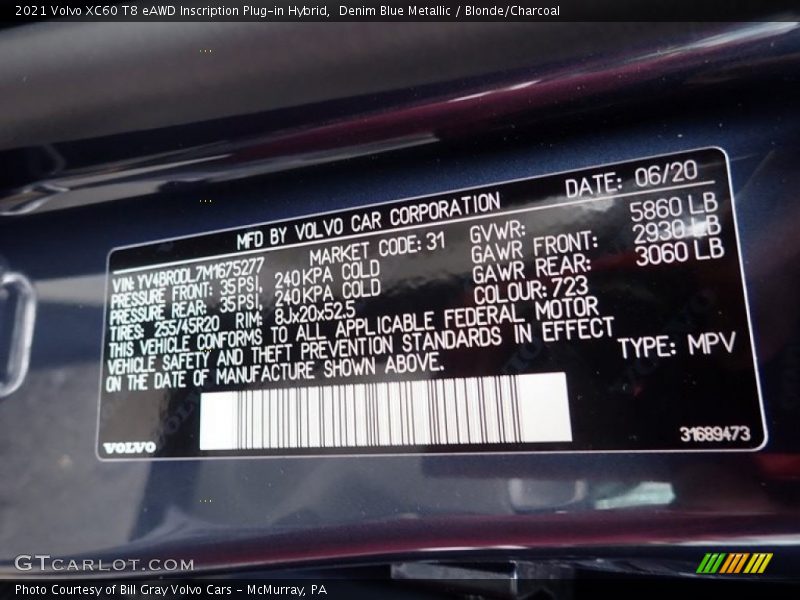 2021 Volvo XC60 T8 eAWD Inscription Plug-in Hybrid, Denim Blue Metallic / Blonde/Charcoal
MFD BY VOLVO CAR CORPORATION DATE: 06/20
VIN: YV4BR0DL7M1675277 MARKET CODE: 31 GVWR: 5860 LB
PRESSURE FRONT: 35PSI, 240KPA COLD GAWR FRONT: 2930 LB
PRESSURE REAR: 35PSI, 240KPA COLD GAWR REAR: 3060 LB
TIRES: 255/45R20 RIM: 8Jx20x52,5 COLOUR: 723
THIS VEHICLE CONFORMS TO ALL APPLICABLE FEDERAL MOTOR
VEHICLE SAFETY AND THEFT PREVENTION STANDARDS IN EFFECT
ON THE DATE OF MANUFACTURE SHOWN ABOVE. TYPE: MPV
VOLVO 31689473
GTCARLOT.COM
Photo Courtesy of Bill Gray Volvo Cars - McMurray, PA